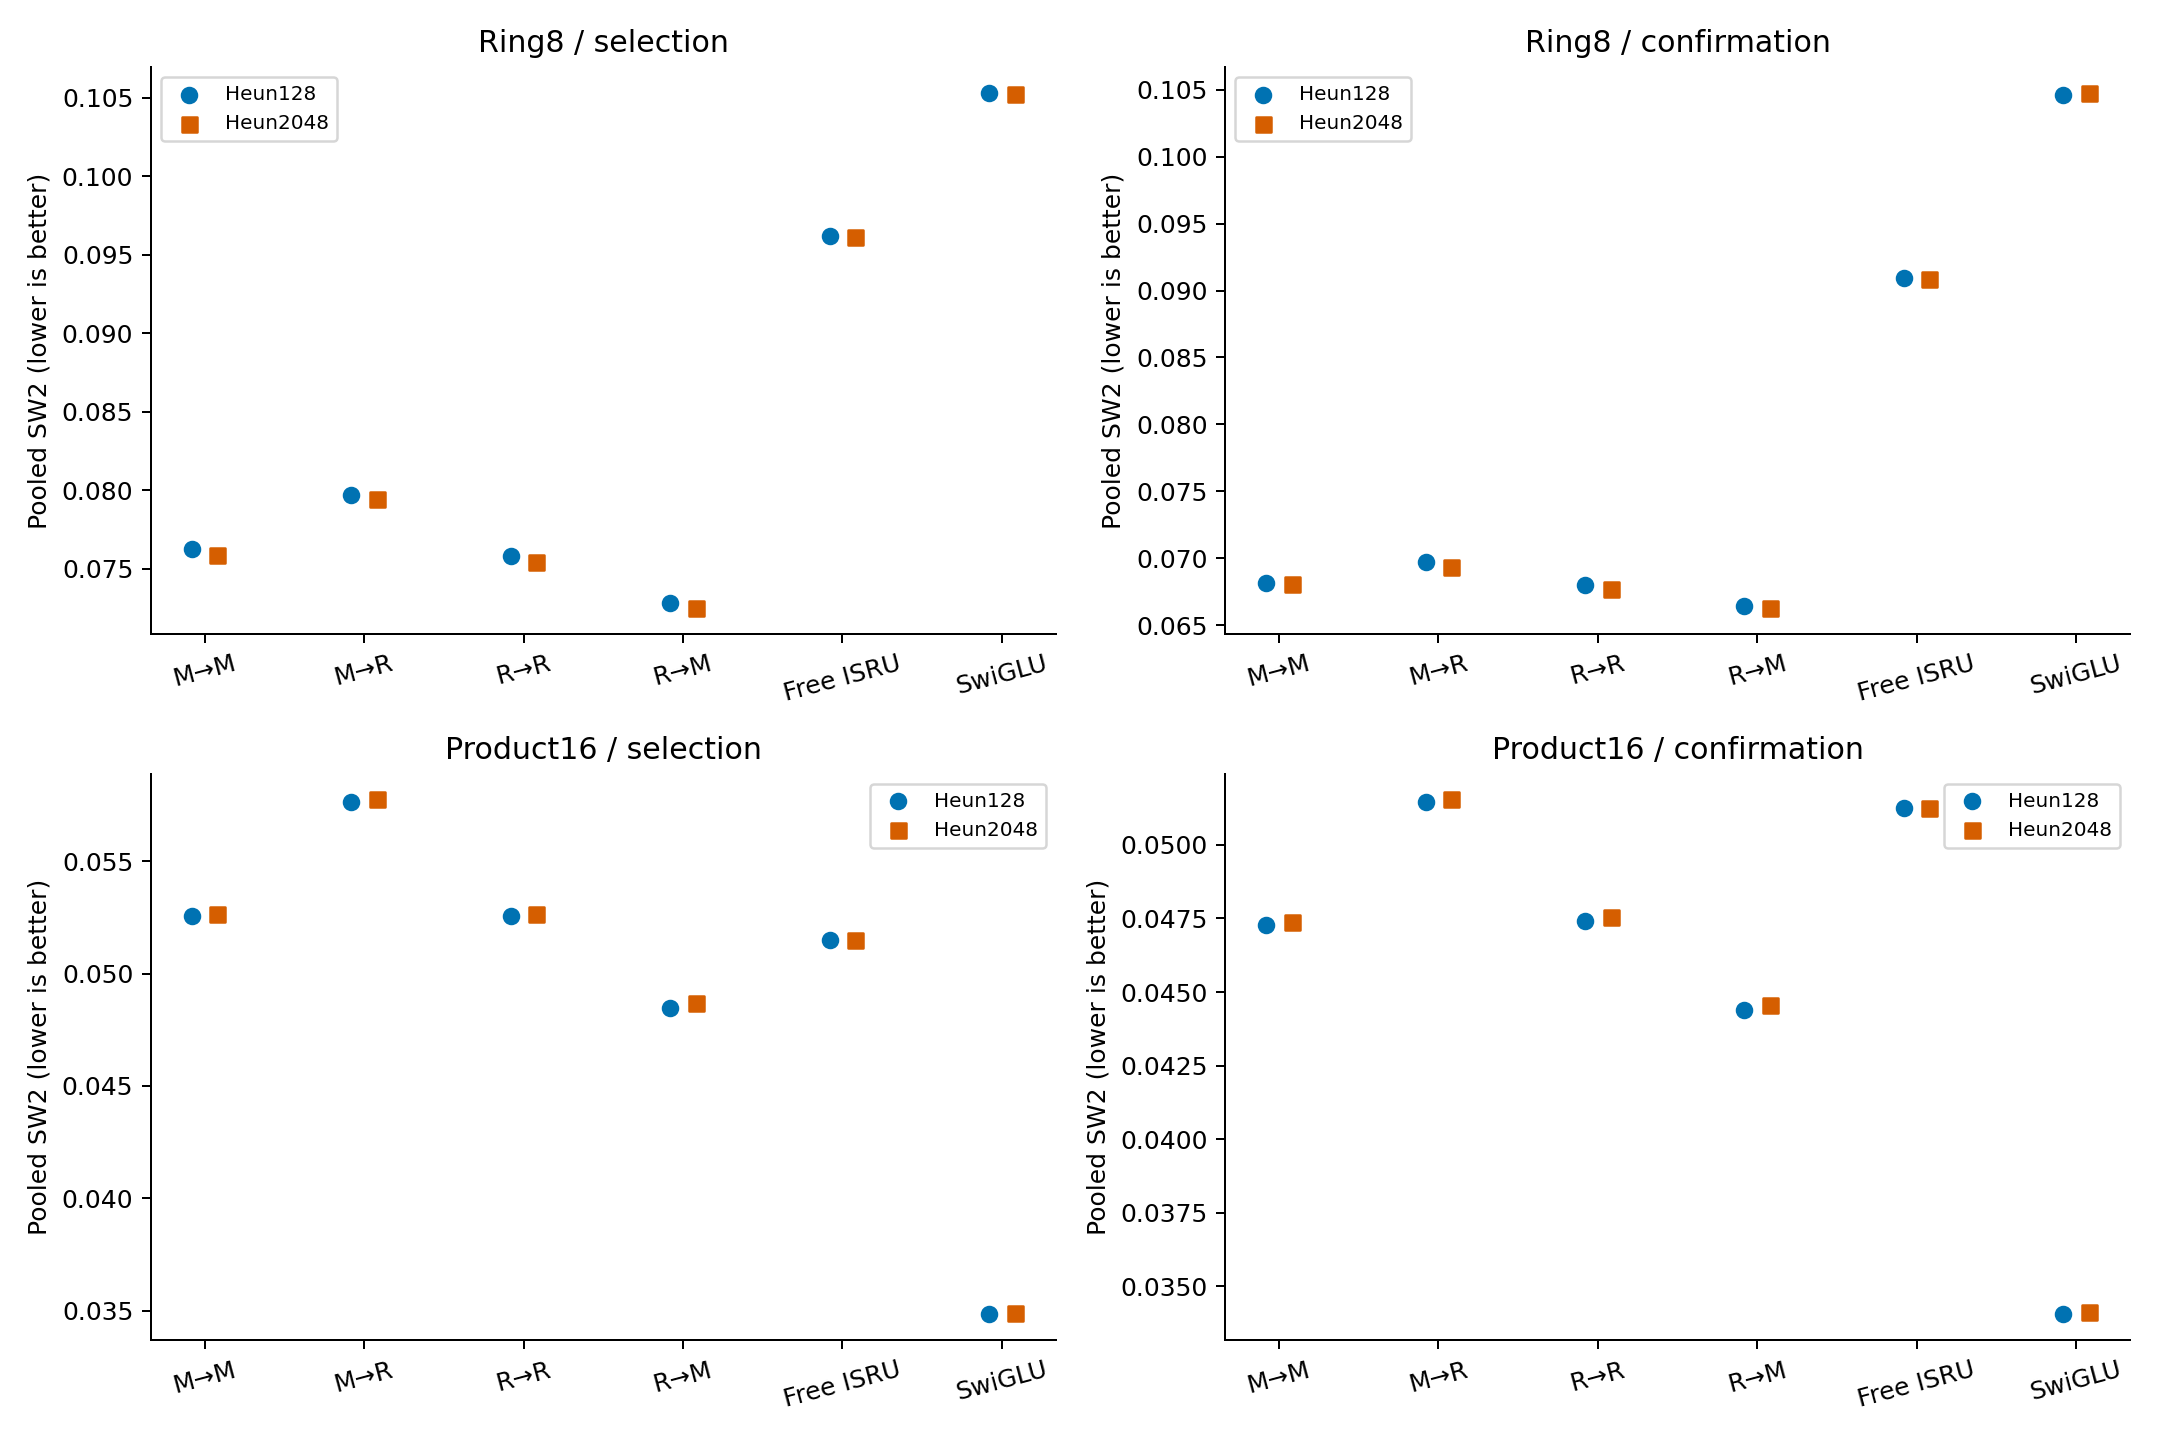 Ring8 / selection
Pooled SW2 (lower is better)
0.105
0.100
0.095
0.090
0.085
0.080
0.075
Heun128
Heun2048
M→M
M→R
R→R
R→M
Free ISRU
SwiGLU
Ring8 / confirmation
Pooled SW2 (lower is better)
0.105
0.100
0.095
0.090
0.085
0.080
0.075
0.070
0.065
Heun128
Heun2048
M→M
M→R
R→R
R→M
Free ISRU
SwiGLU
Product16 / selection
Pooled SW2 (lower is better)
0.055
0.050
0.045
0.040
0.035
Heun128
Heun2048
M→M
M→R
R→R
R→M
Free ISRU
SwiGLU
Product16 / confirmation
Pooled SW2 (lower is better)
0.0500
0.0475
0.0450
0.0425
0.0400
0.0375
0.0350
Heun128
Heun2048
M→M
M→R
R→R
R→M
Free ISRU
SwiGLU